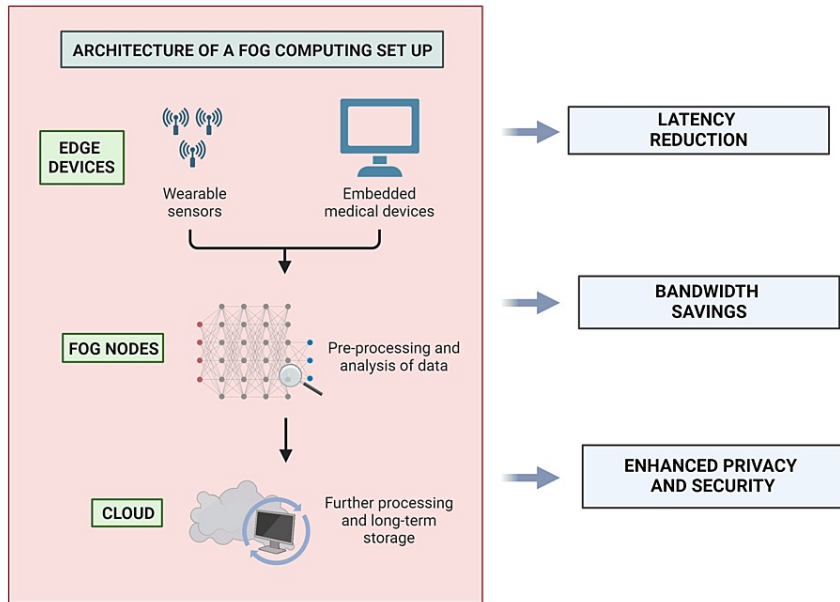 ARCHITECTURE OF A FOG COMPUTING SET UP
EDGE
DEVICES
Wearable
sensors
Embedded
medical devices
FOG NODES
Pre-processing and
analysis of data
CLOUD
Further processing
and long-term
storage
LATENCY
REDUCTION
BANDWIDTH
SAVINGS
ENHANCED PRIVACY
AND SECURITY